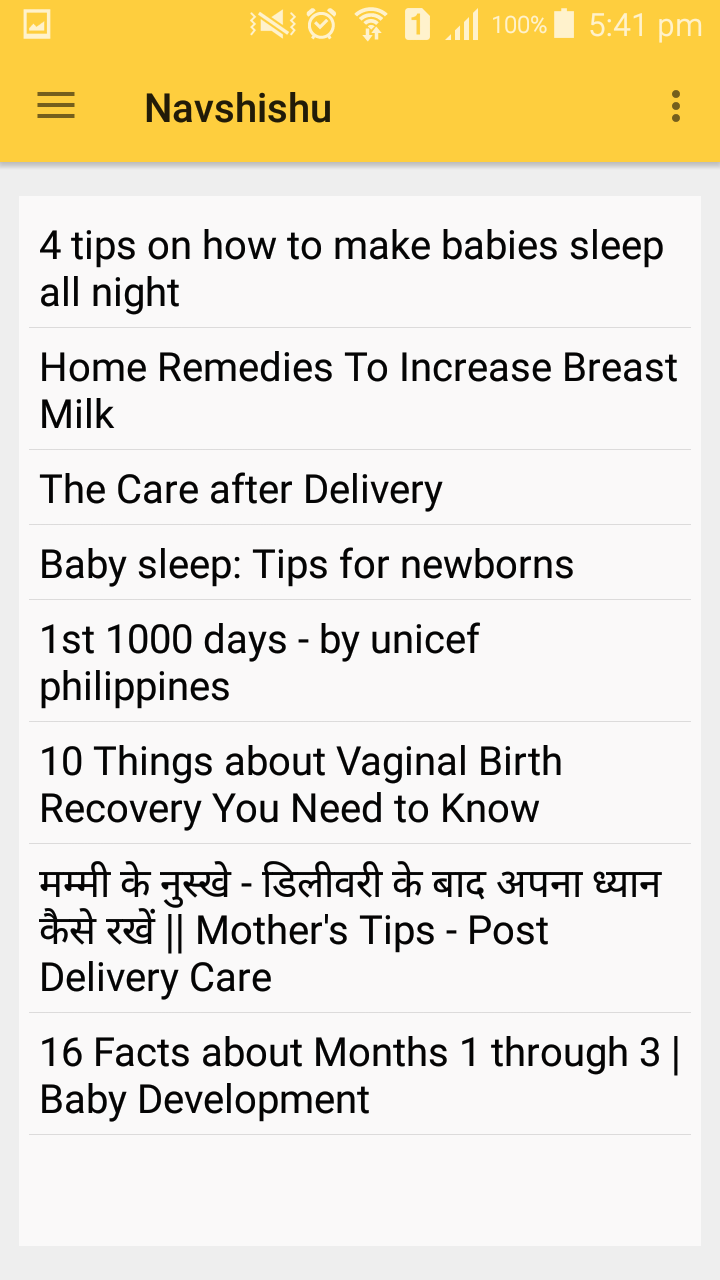 1 100% 5:41 pm
Navshishu
4 tips on how to make babies sleep
all night
Home Remedies To Increase Breast
Milk
The Care after Delivery
Baby sleep: Tips for newborns
1st 1000 days - by unicef
philippines
10 Things about Vaginal Birth
Recovery You Need to Know
मम्मी के नुस्खे - डिलीवरी के बाद अपना ध्यान
कैसे रखें || Mother's Tips - Post
Delivery Care
16 Facts about Months 1 through 3 |
Baby Development